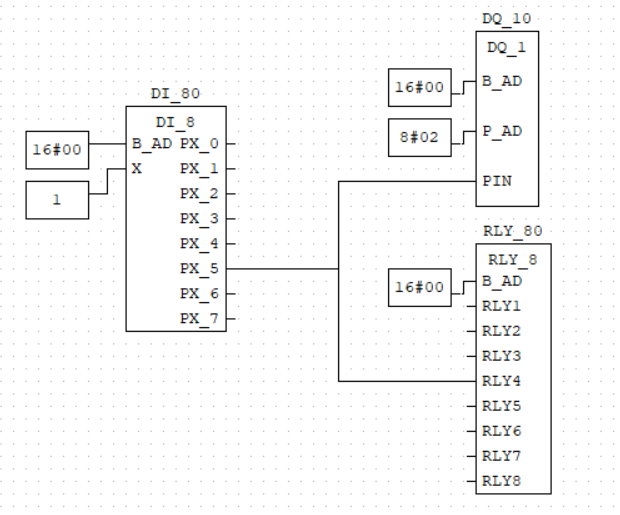 DQ_10
DQ_1
16#00
B_AD
8#02
P_AD
PIN
DI_80
DI_8
16#00
B_AD PX_0
1
X PX_1
PX_2
PX_3
PX_4
PX_5
PX_6
PX_7
RLY_80
RLY_8
16#00
B_AD
RLY1
RLY2
RLY3
RLY4
RLY5
RLY6
RLY7
RLY8